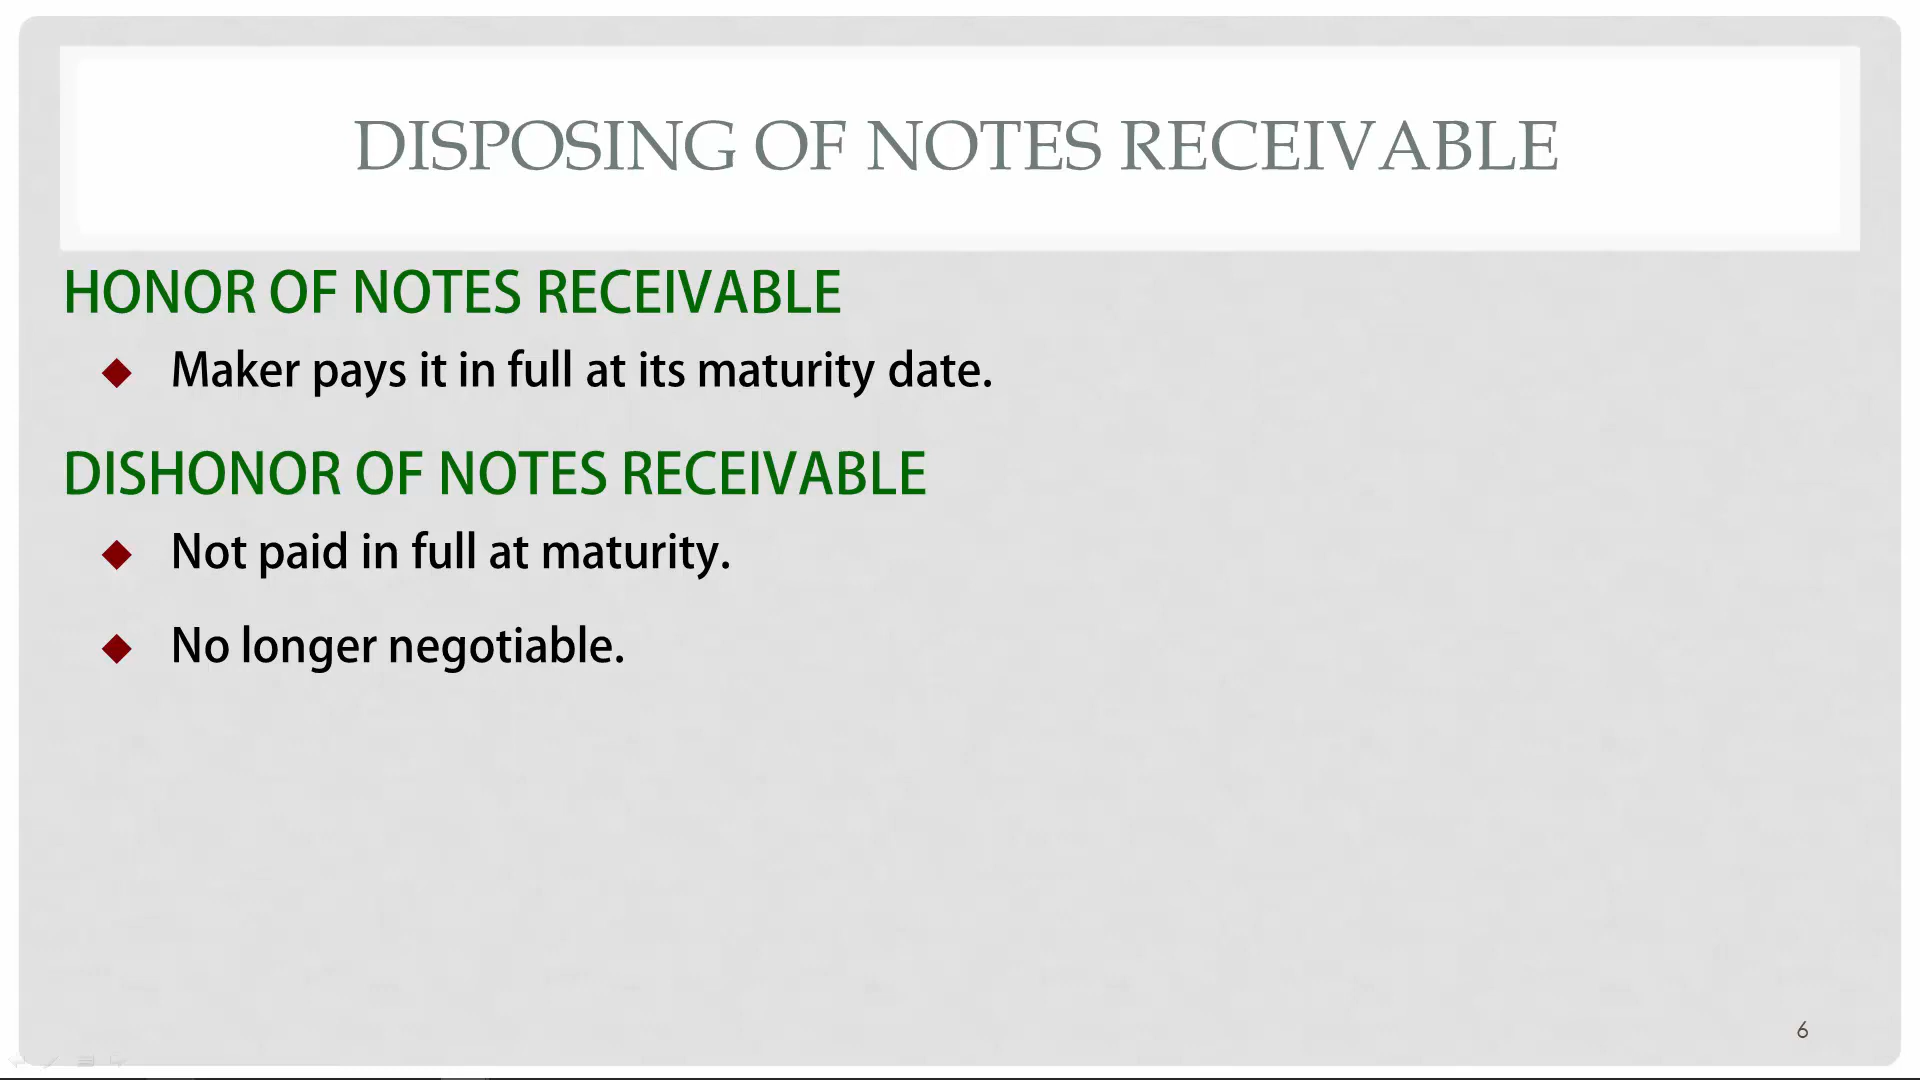 DISPOSING OF NOTES RECEIVABLE
HONOR OF NOTES RECEIVABLE
Maker pays it in full at its maturity date.
DISHONOR OF NOTES RECEIVABLE
Not paid in full at maturity.
No longer negotiable.
6